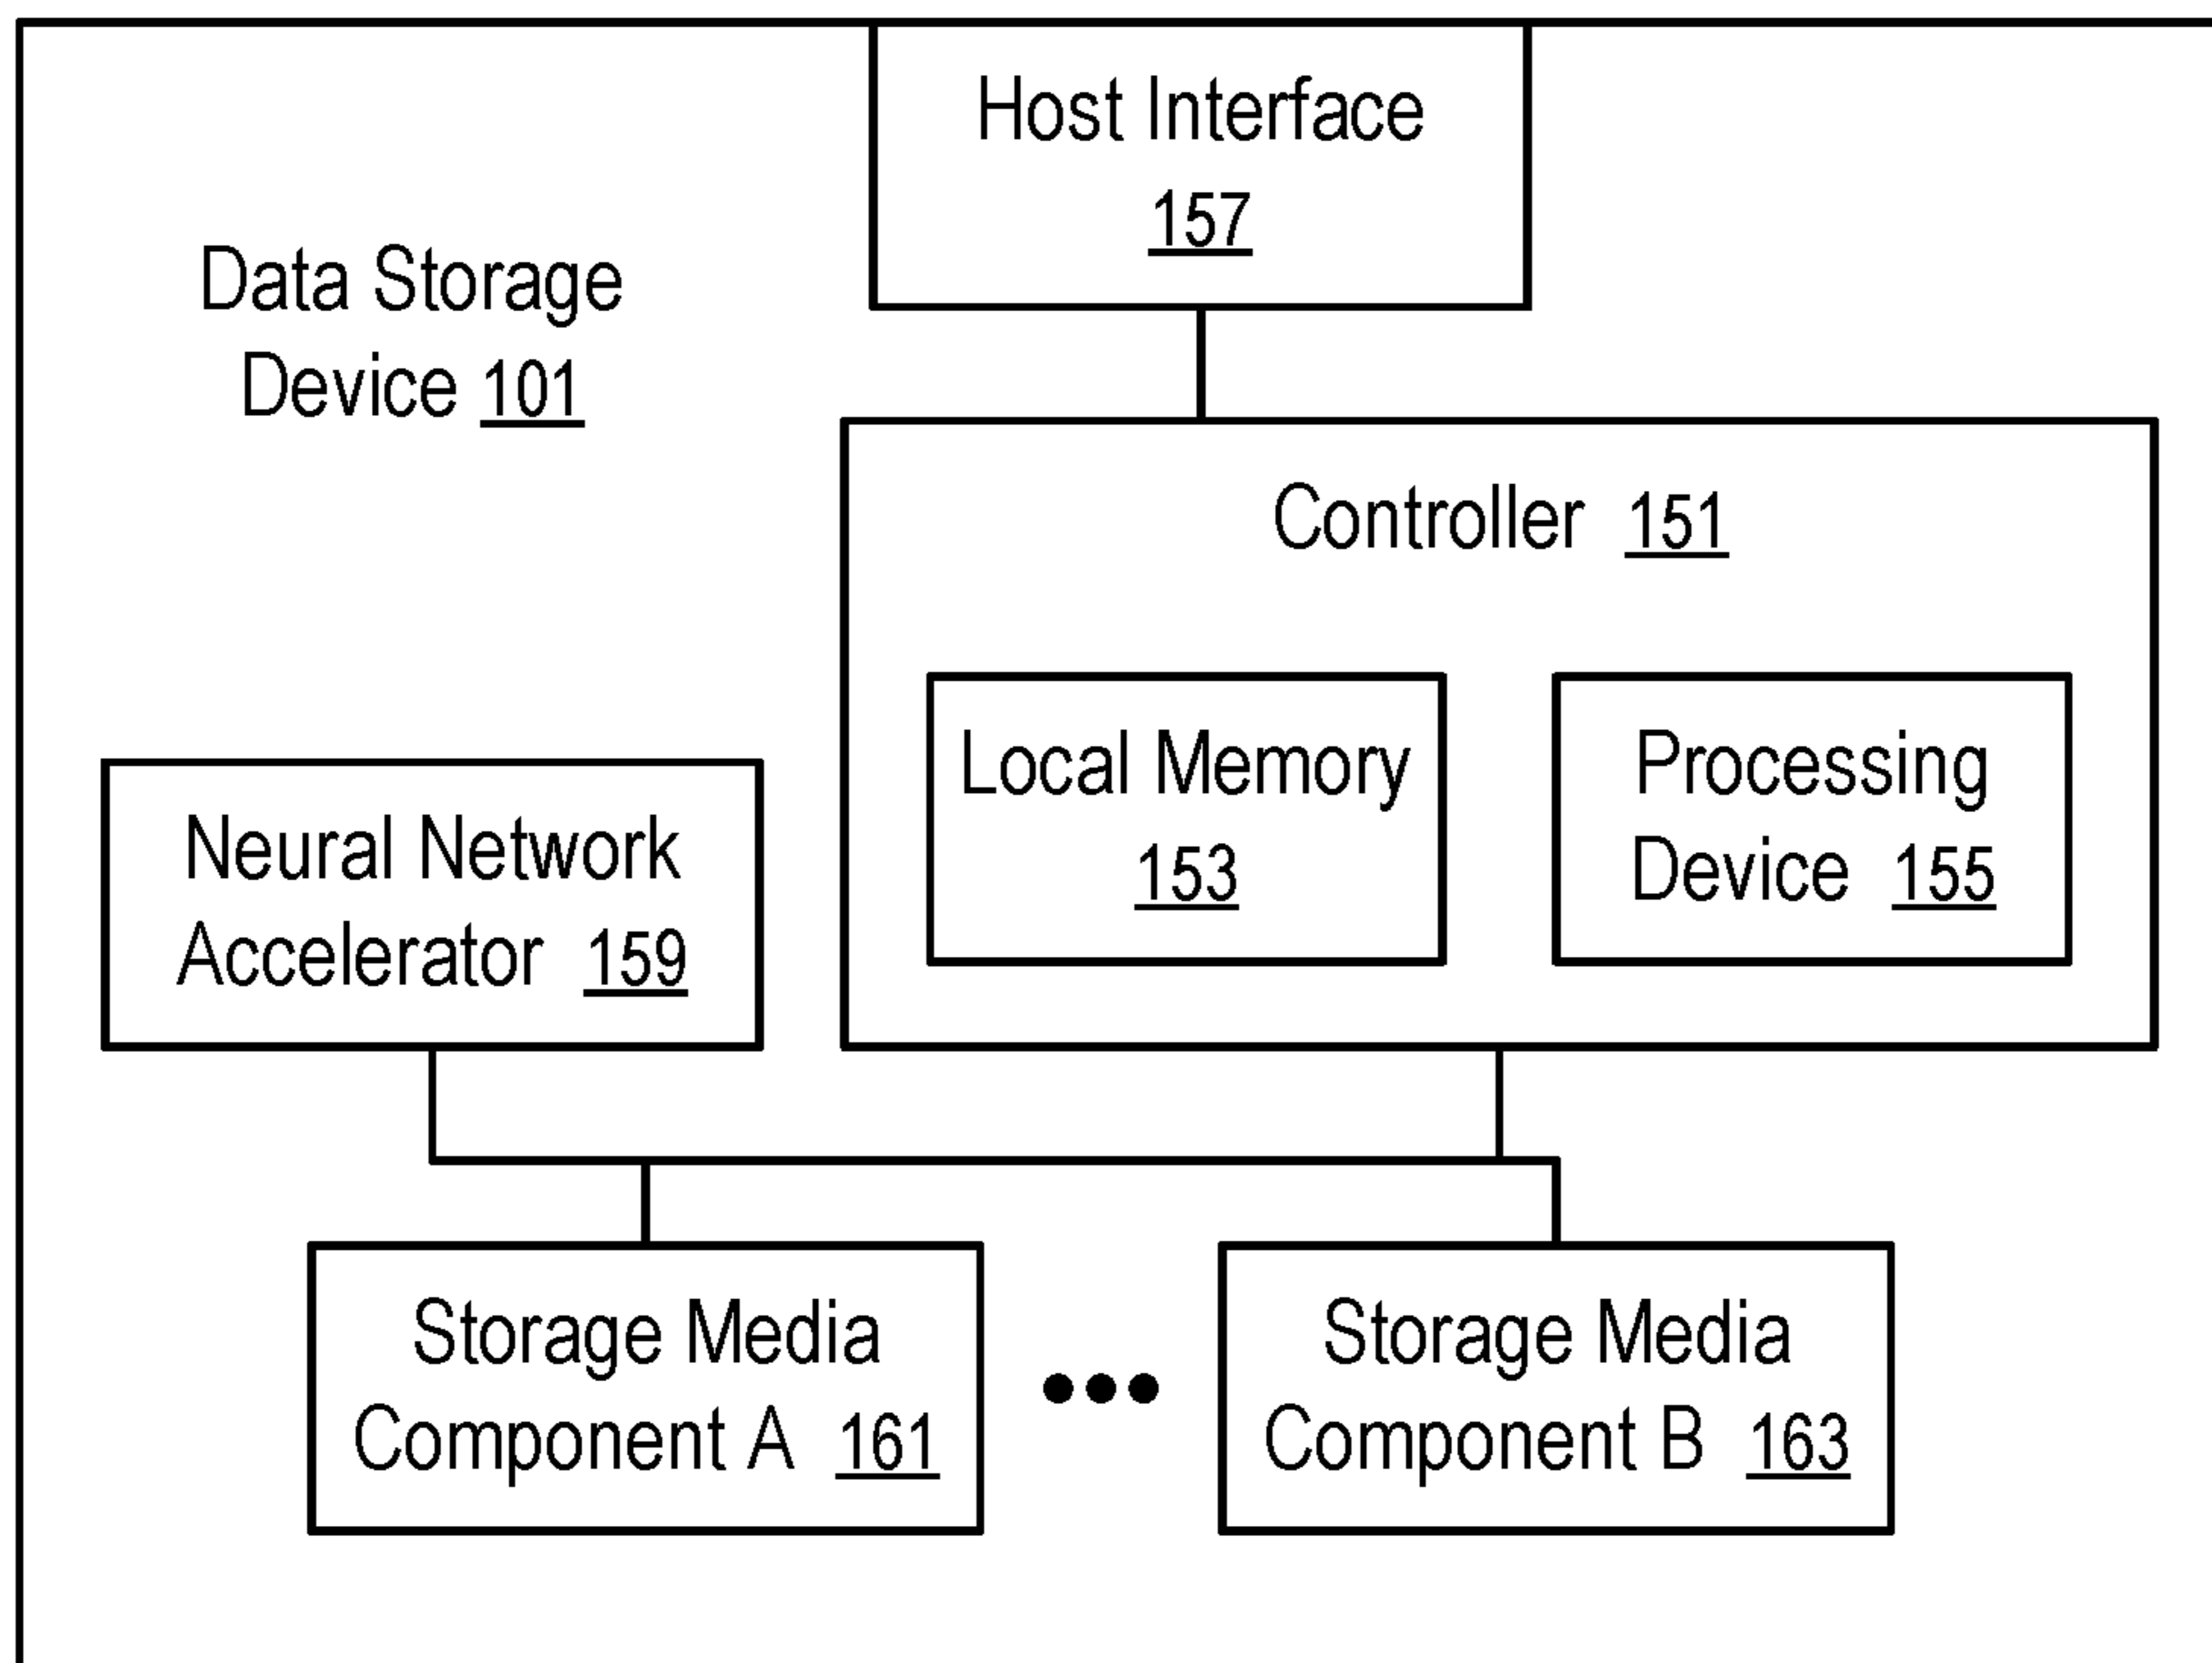 Host Interface
157
Data Storage
Device 101
Controller 151
Local Memory
153
Processing
Device 155
Neural Network
Accelerator 159
Storage Media
Component A 161
Storage Media
Component B 163